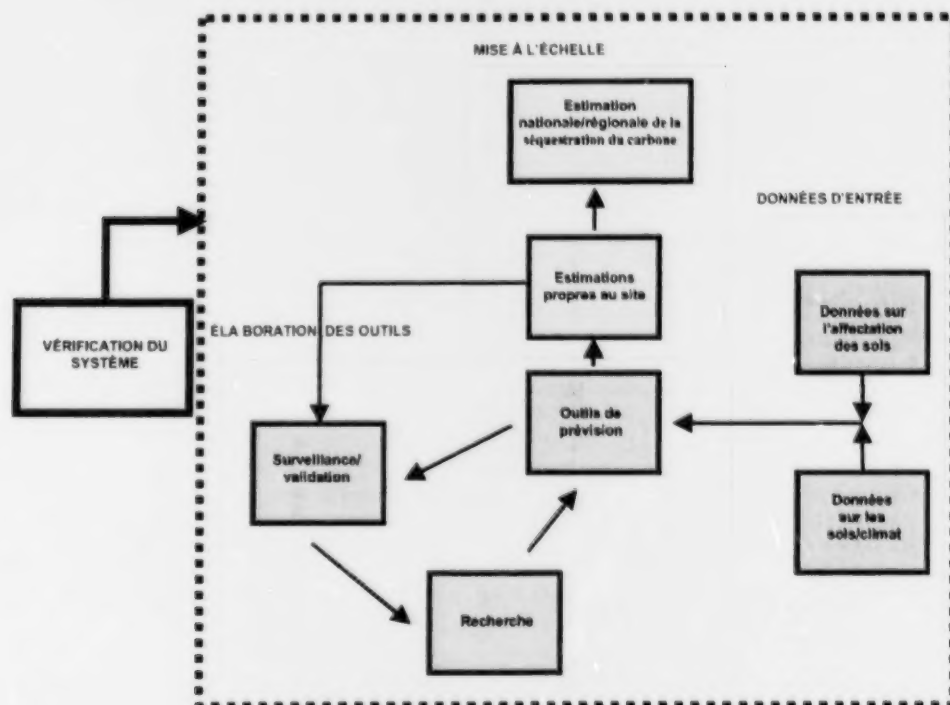 MISE À L'ÉCHELLE
Estimation
nationale/régionale de la
séquestration du carbone
DONNÉES D'ENTRÉE
Estimations
propres au site
Données sur
l'affectation
des sols
VÉRIFICATION DU
SYSTÈME
ÉLA BORATION DES OUTILS
Outils de
prévision
Surveillance/
validation
Données
sur les
sols/climat
Recherche